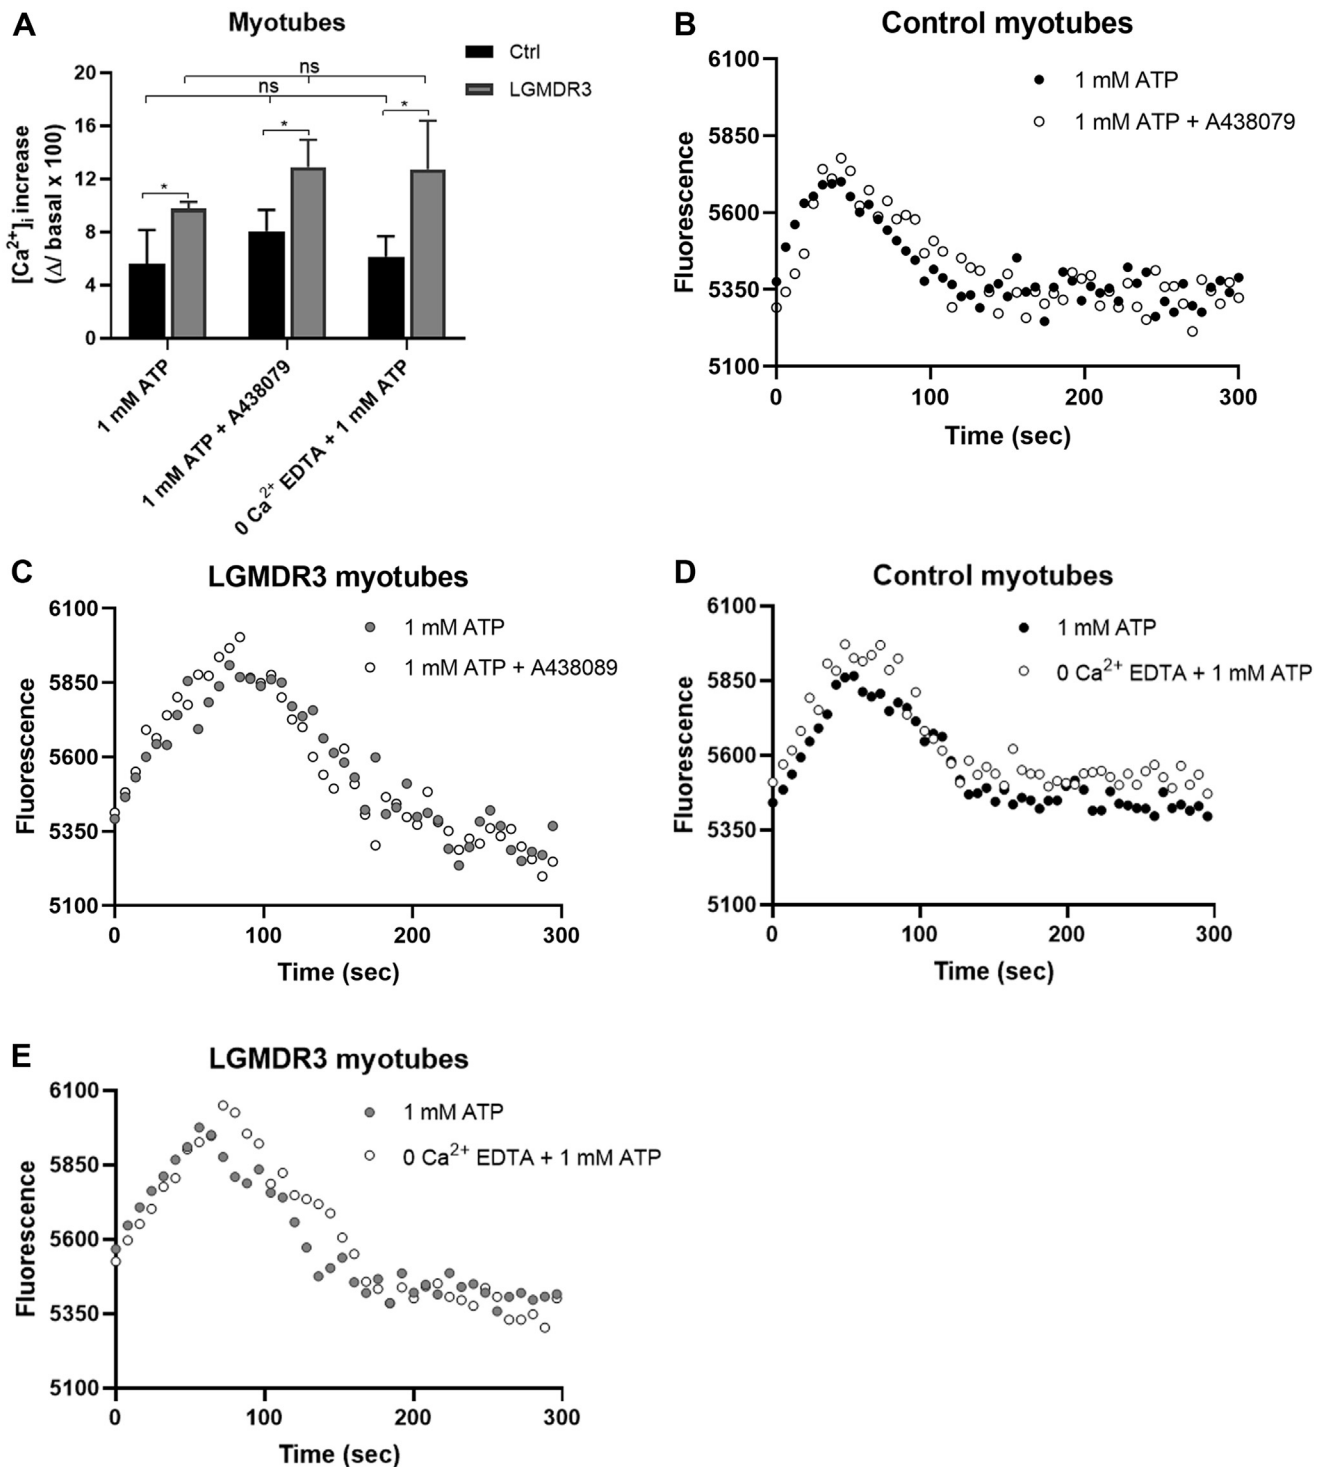 A
Myotubes
Ctrl
LGMDR3
[Ca2+]i increase
(Δ/ basal x 100)
20
16
12
8
4
0
ns
ns
*
*
*
1 mM ATP
1 mM ATP + A438079
0 Ca2+ EDTA + 1 mM ATP
B
Control myotubes
1 mM ATP
1 mM ATP + A438079
Fluorescence
6100
5850
5600
5350
5100
0 100 200 300
Time (sec)
C
LGMDR3 myotubes
1 mM ATP
1 mM ATP + A438089
Fluorescence
6100
5850
5600
5350
5100
0 100 200 300
Time (sec)
D
Control myotubes
1 mM ATP
0 Ca2+ EDTA + 1 mM ATP
Fluorescence
6100
5850
5600
5350
5100
0 100 200 300
Time (sec)
E
LGMDR3 myotubes
1 mM ATP
0 Ca2+ EDTA + 1 mM ATP
Fluorescence
6100
5850
5600
5350
5100
0 100 200 300
Time (sec)